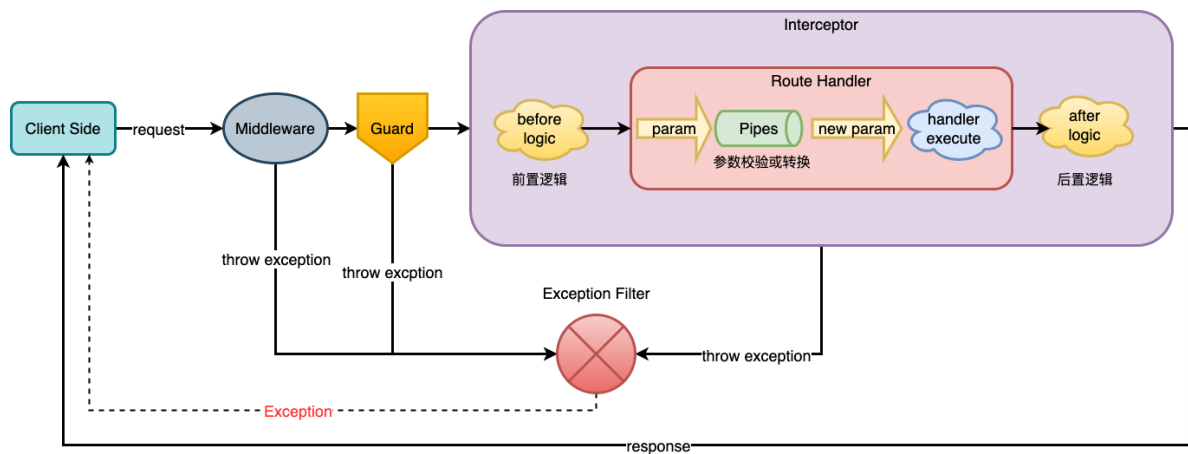 Interceptor
Route Handler
Client Side
request
Middleware
Guard
before
logic
param
Pipes
new param
handler
execute
after
logic
前置逻辑
参数校验或转换
后置逻辑
throw exception
throw excption
Exception Filter
throw exception
Exception
response